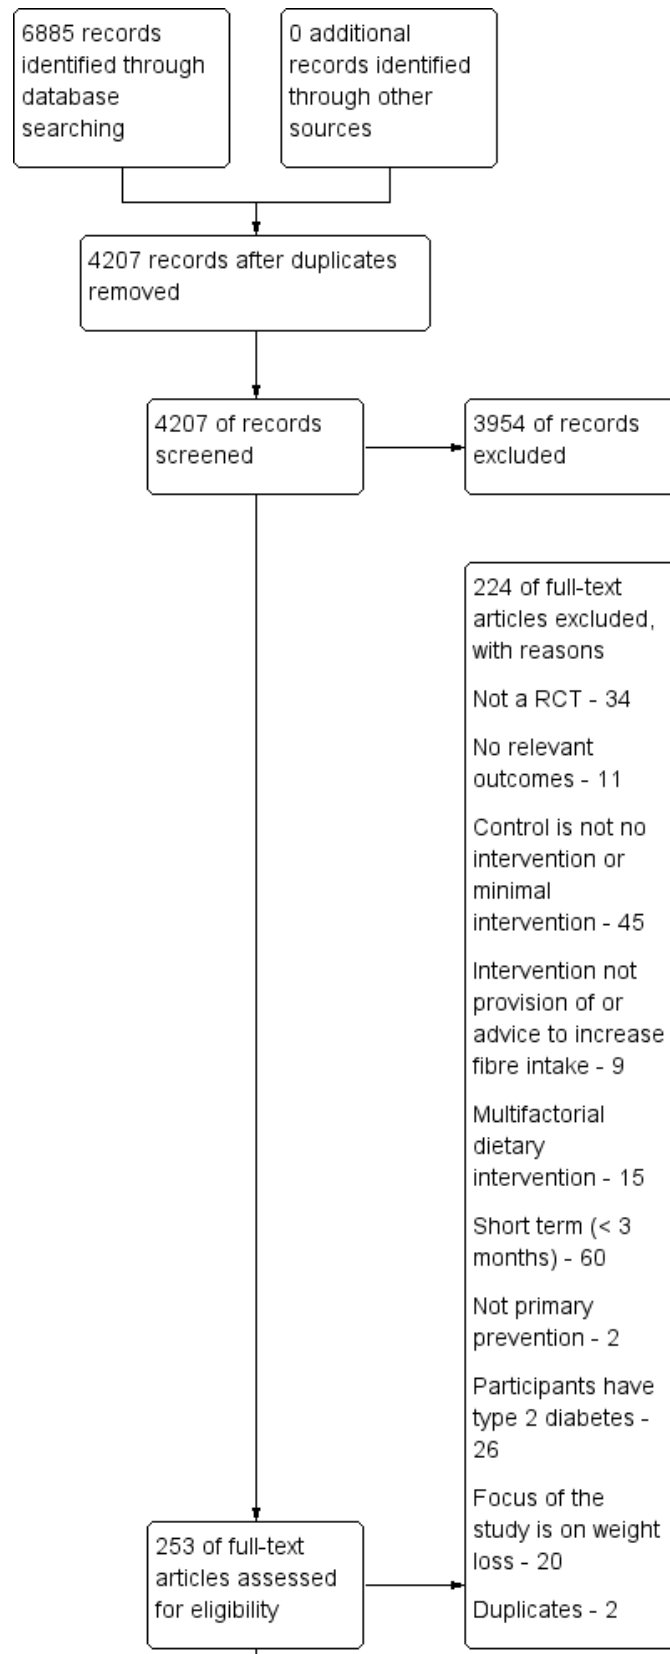 6885 records
identified through
database
searching
0 additional
records identified
through other
sources
4207 records after duplicates
removed
4207 of records
screened
3954 of records
excluded
224 of full-text
articles excluded,
with reasons
Not a RCT - 34
No relevant
outcomes - 11
Control is not no
intervention or
minimal
intervention - 45
Intervention not
provision of or
advice to increase
fibre intake - 9
Multifactorial
dietary
intervention - 15
Short term (< 3
months) - 60
Not primary
prevention - 2
Participants have
type 2 diabetes -
26
Focus of the
study is on weight
loss - 20
Duplicates - 2
253 of full-text
articles assessed
for eligibility